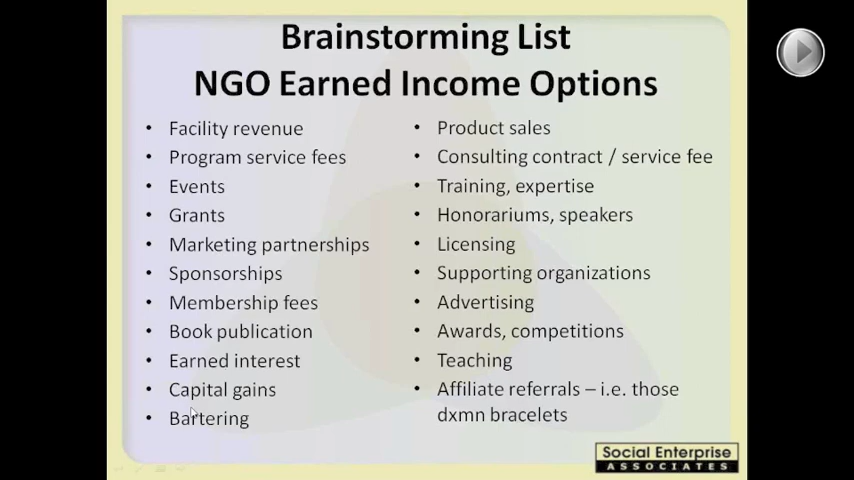 Brainstorming List
NGO Earned Income Options
• Facility revenue
• Program service fees
• Events
• Grants
• Marketing partnerships
• Sponsorships
• Membership fees
• Book publication
• Earned interest
• Capital gains
• Bartering
• Product sales
• Consulting contract / service fee
• Training, expertise
• Honorariums, speakers
• Licensing
• Supporting organizations
• Advertising
• Awards, competitions
• Teaching
• Affiliate referrals – i.e. those
dxmn bracelets
Social Enterprise
ASSOCIATES